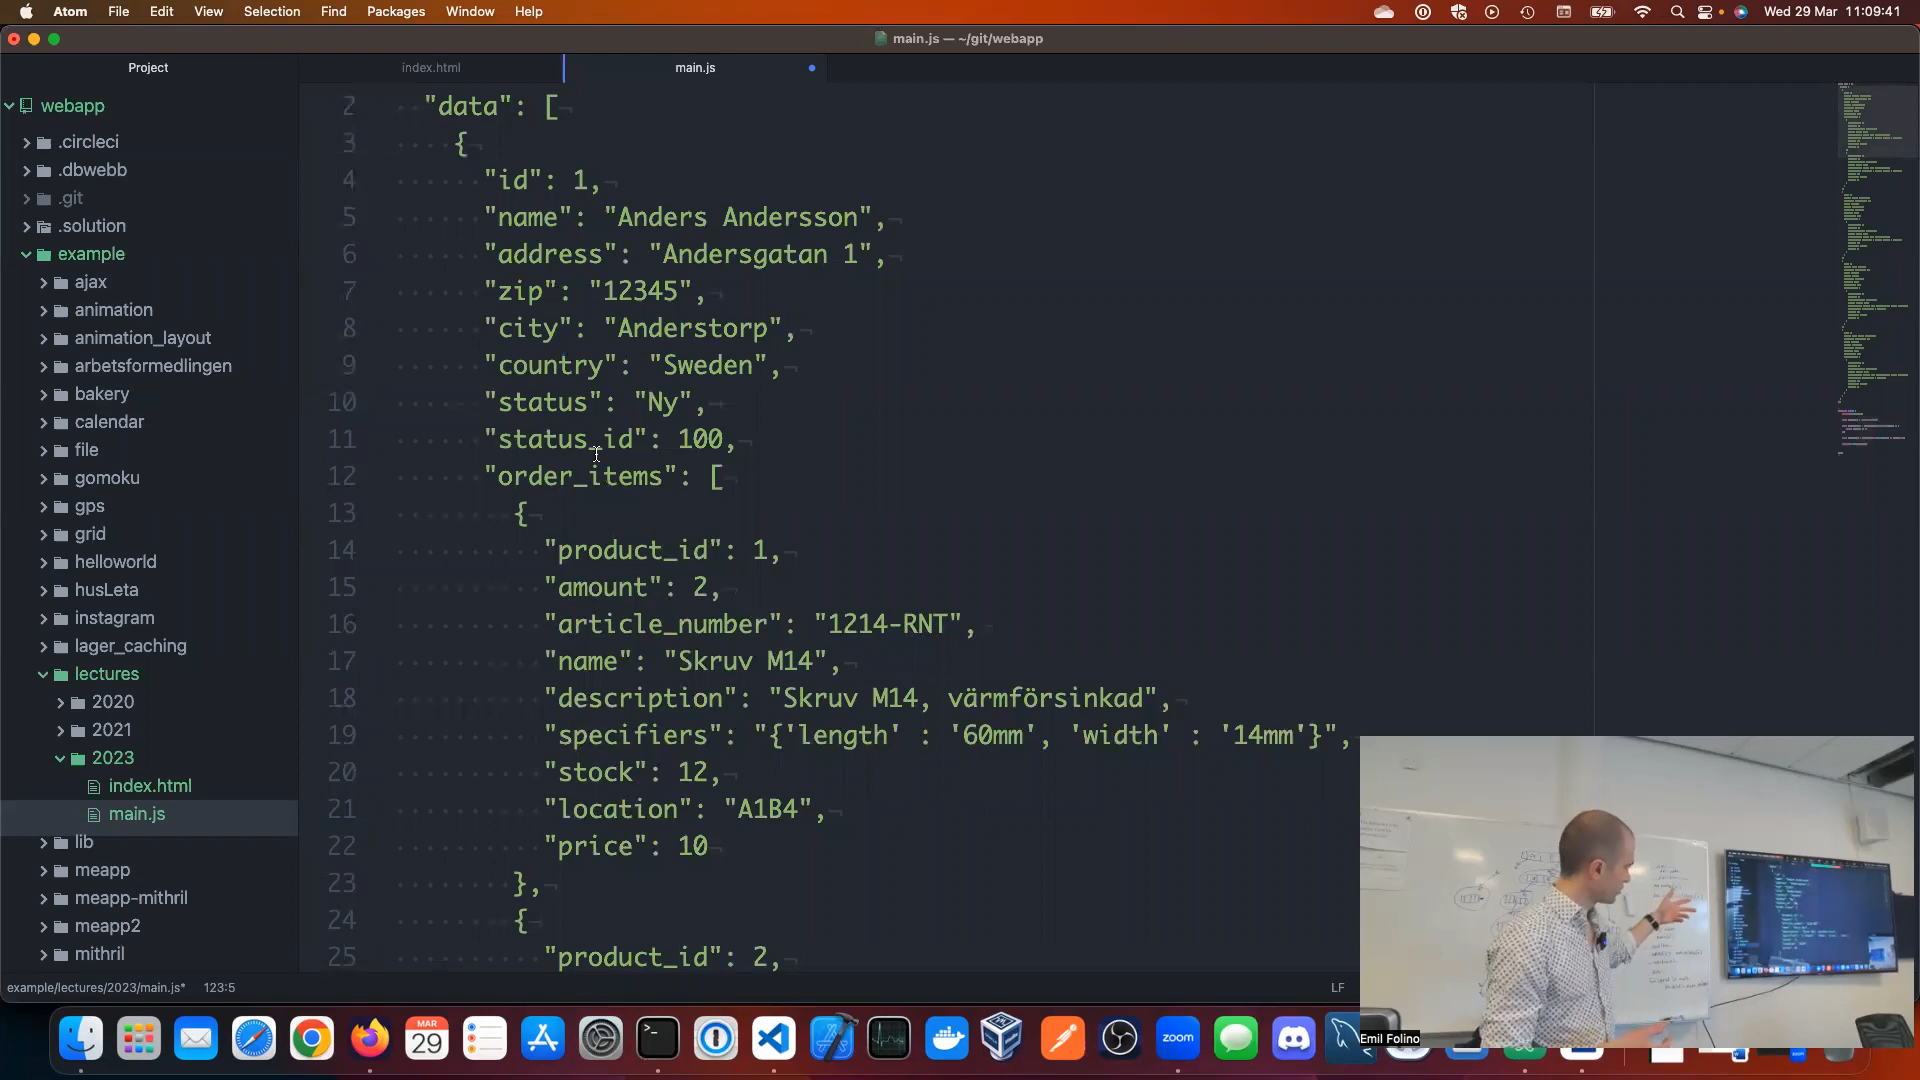 Atom File Edit View Selection Find Packages Window Help Wed 29 Mar 11:09:41
main.js — ~/git/webapp
Project index.html main.js
webapp
.circleci
.dbwebb
.git
.solution
example
ajax
animation
animation_layout
arbetsformedlingen
bakery
calendar
file
gomoku
gps
grid
helloworld
husLeta
instagram
lager_caching
lectures
2020
2021
2023
index.html
main.js
lib
meapp
meapp-mithril
meapp2
mithril
2 "data": [
3 {
4 "id": 1,
5 "name": "Anders Andersson",
6 "address": "Andersgatan 1",
7 "zip": "12345",
8 "city": "Anderstorp",
9 "country": "Sweden",
10 "status": "Ny",
11 "status_id": 100,
12 "order_items": [
13 {
14 "product_id": 1,
15 "amount": 2,
16 "article_number": "1214-RNT",
17 "name": "Skruv M14",
18 "description": "Skruv M14, värmförsinkad",
19 "specifiers": "{'length' : '60mm', 'width' : '14mm'}",
20 "stock": 12,
21 "location": "A1B4",
22 "price": 10
23 },
24 {
25 "product_id": 2,
example/lectures/2023/main.js* 123:5 LF
MAR
29
zoom
Emil Folino